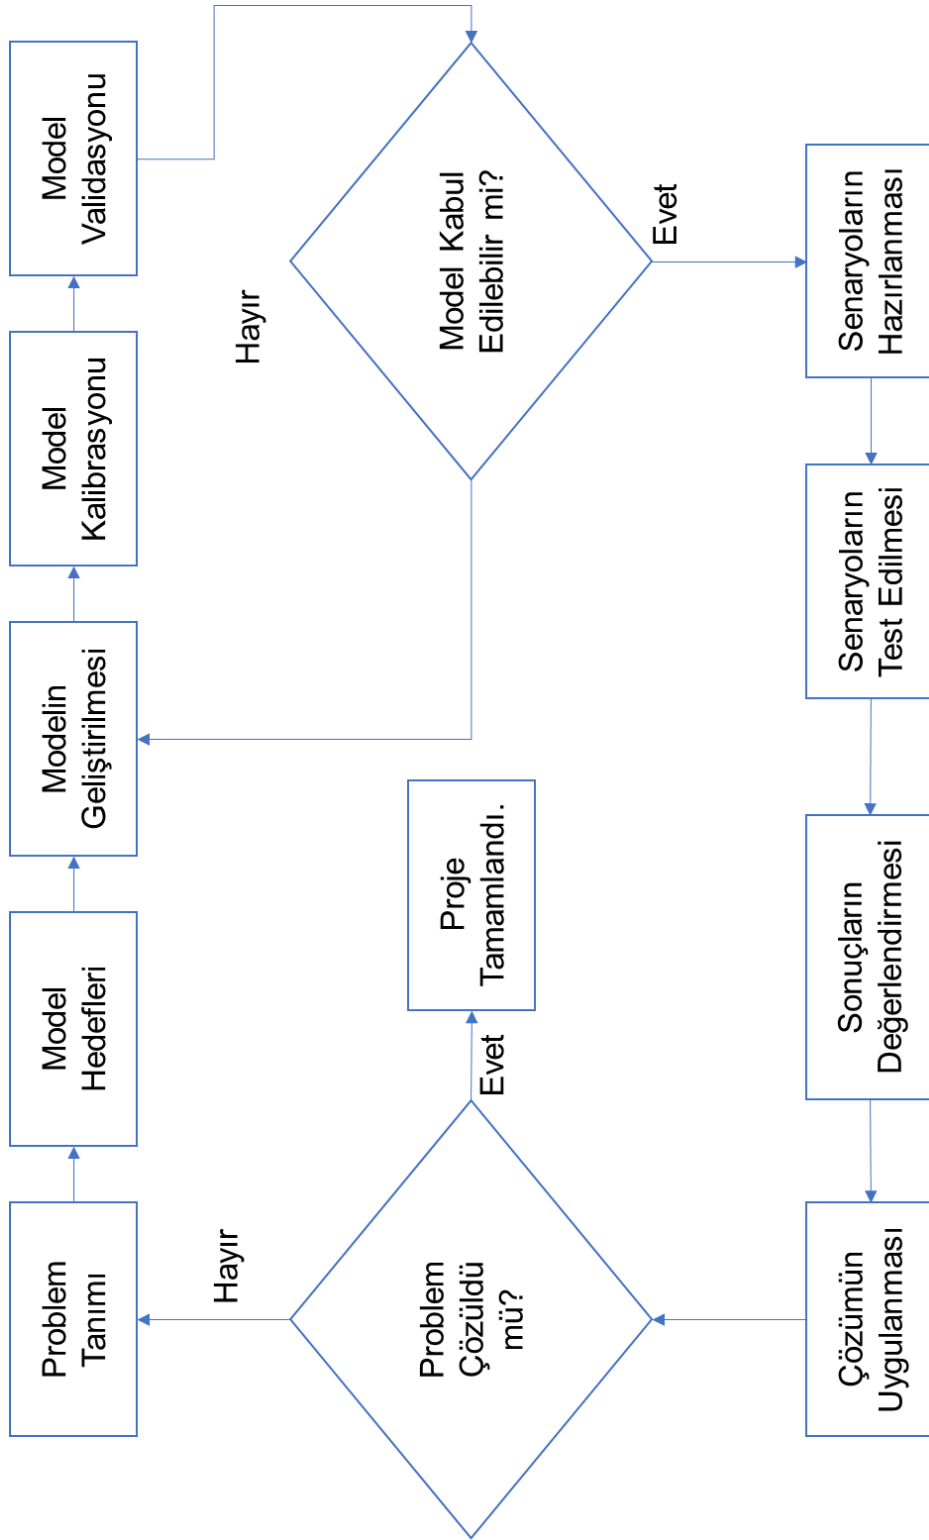 Problem
Tanımı
Model
Hedefleri
Modelin
Geliştirilmesi
Model
Kalibrasyonu
Model
Validasyonu
Hayır
Hayır
Problem
Çözüldü
mü?
Evet
Proje
Tamamlandı.
Model Kabul
Edilebilir mi?
Evet
Çözümün
Uygulanması
Sonuçların
Değerlendirmesi
Senaryoların
Test Edilmesi
Senaryoların
Hazırlanması